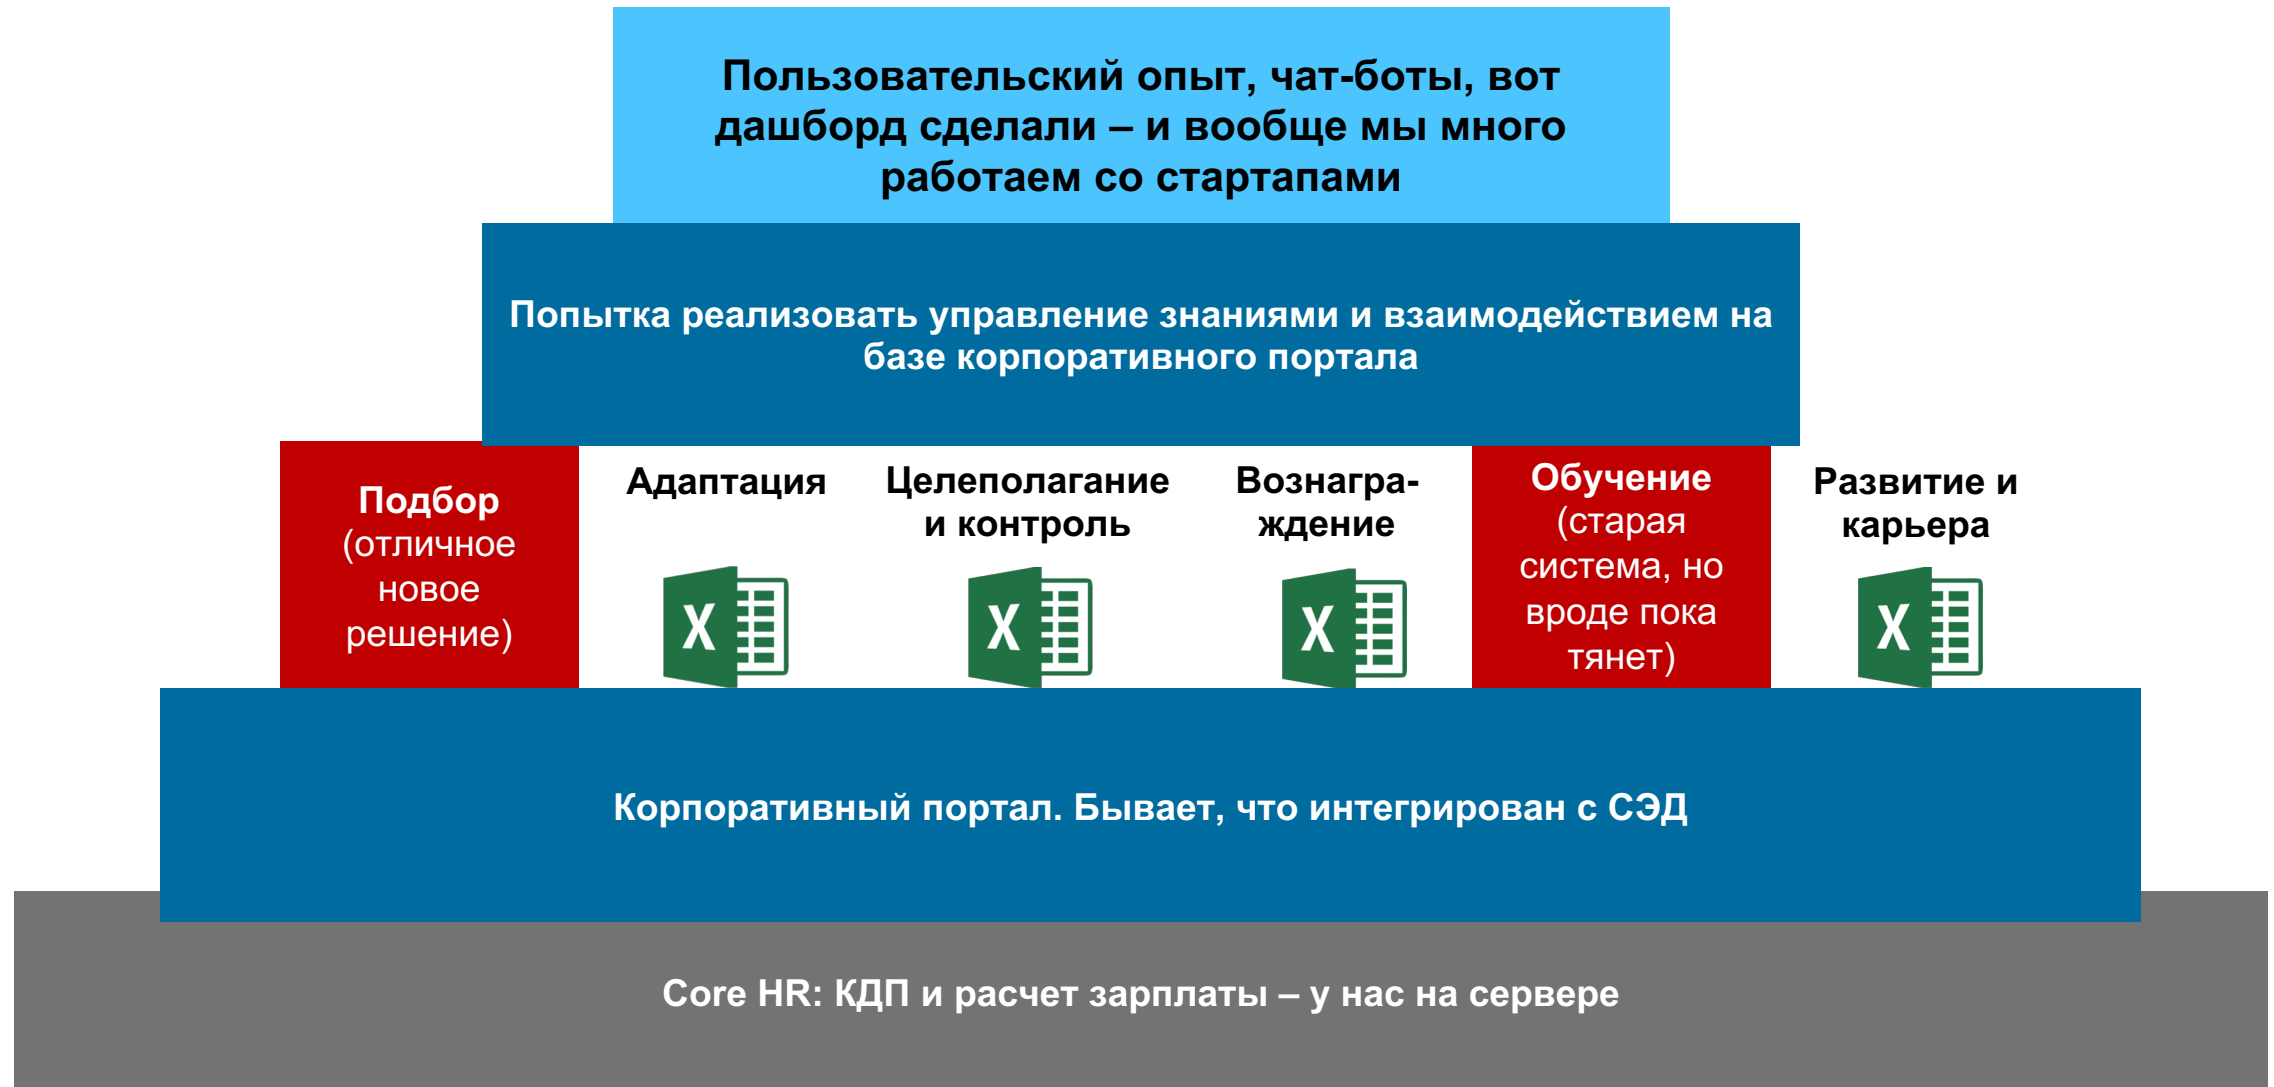 Пользовательский опыт, чат-боты, вот
дашборд сделали – и вообще мы много
работаем со стартапами
Попытка реализовать управление знаниями и взаимодействием на
базе корпоративного портала
Подбор
(отличное
новое
решение)
Адаптация
X
Целеполагание
и контроль
X
Вознагра-
ждение
X
Обучение
(старая
система, но
вроде пока
тянет)
Развитие и
карьера
X
Корпоративный портал. Бывает, что интегрирован с СЭД
Core HR: КДП и расчет зарплаты – у нас на сервере